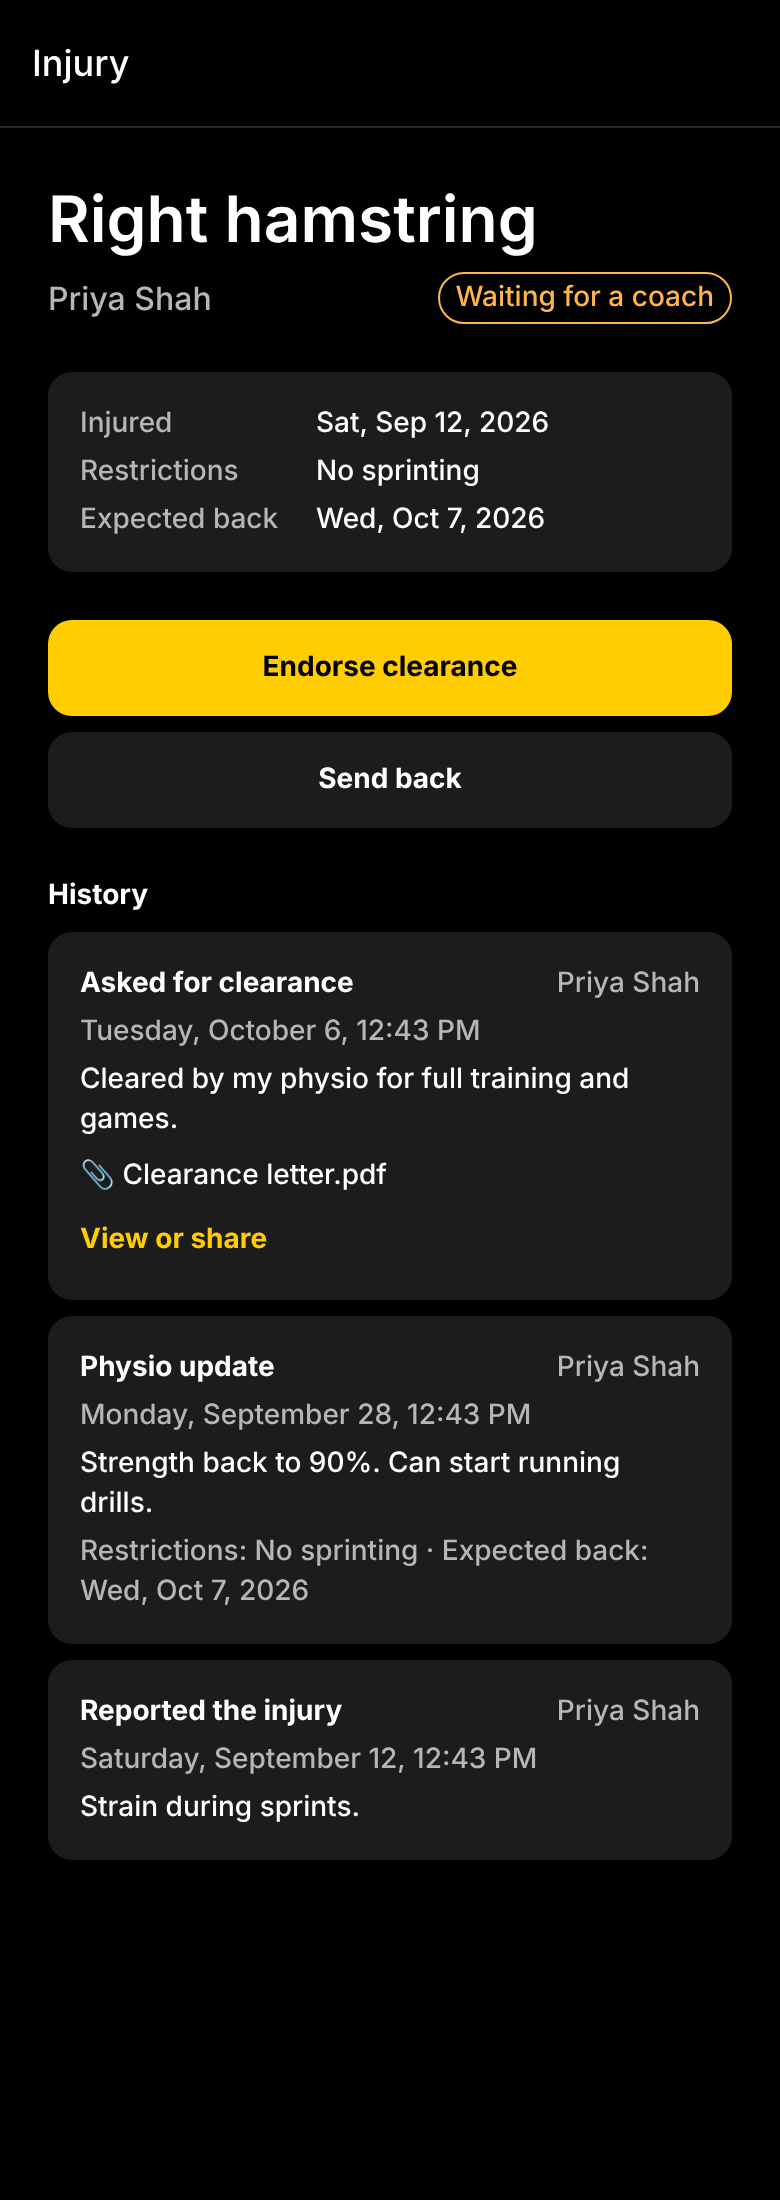 Injury
Right hamstring
Priya Shah
Waiting for a coach
Injured Sat, Sep 12, 2026
Restrictions No sprinting
Expected back Wed, Oct 7, 2026
Endorse clearance
Send back
History
Asked for clearance Priya Shah
Tuesday, October 6, 12:43 PM
Cleared by my physio for full training and
games.
📎 Clearance letter.pdf
View or share
Physio update Priya Shah
Monday, September 28, 12:43 PM
Strength back to 90%. Can start running
drills.
Restrictions: No sprinting · Expected back:
Wed, Oct 7, 2026
Reported the injury Priya Shah
Saturday, September 12, 12:43 PM
Strain during sprints.